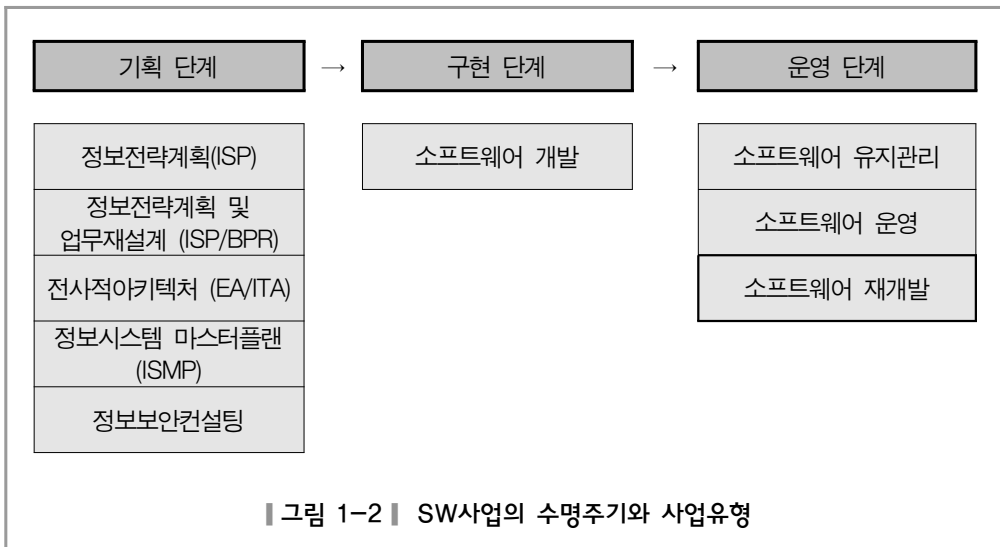 기획 단계 → 구현 단계 → 운영 단계
정보전략계획(ISP)
정보전략계획 및
업무재설계 (ISP/BPR)
전사적아키텍처 (EA/ITA)
정보시스템 마스터플랜
(ISMP)
정보보안컨설팅
소프트웨어 개발
소프트웨어 유지관리
소프트웨어 운영
소프트웨어 재개발
∥그림 1-2∥ SW사업의 수명주기와 사업유형